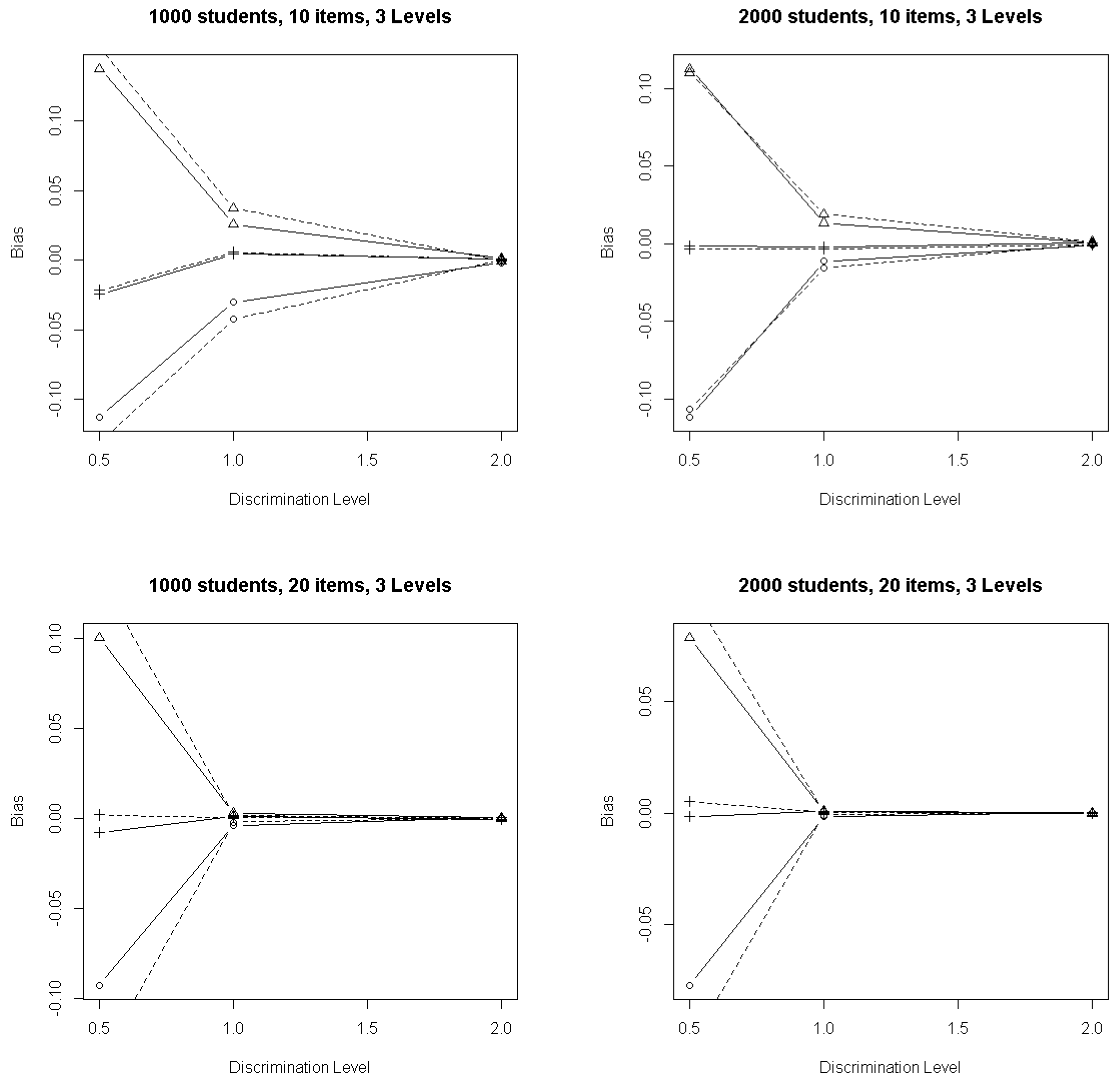 1000 students, 10 items, 3 Levels
Bias
0.10
0.05
0.00
-0.05
-0.10
0.5 1.0 1.5 2.0
Discrimination Level
2000 students, 10 items, 3 Levels
Bias
0.10
0.05
0.00
-0.05
-0.10
0.5 1.0 1.5 2.0
Discrimination Level
1000 students, 20 items, 3 Levels
Bias
0.10
0.05
0.00
-0.05
-0.10
0.5 1.0 1.5 2.0
Discrimination Level
2000 students, 20 items, 3 Levels
Bias
0.05
0.00
-0.05
0.5 1.0 1.5 2.0
Discrimination Level